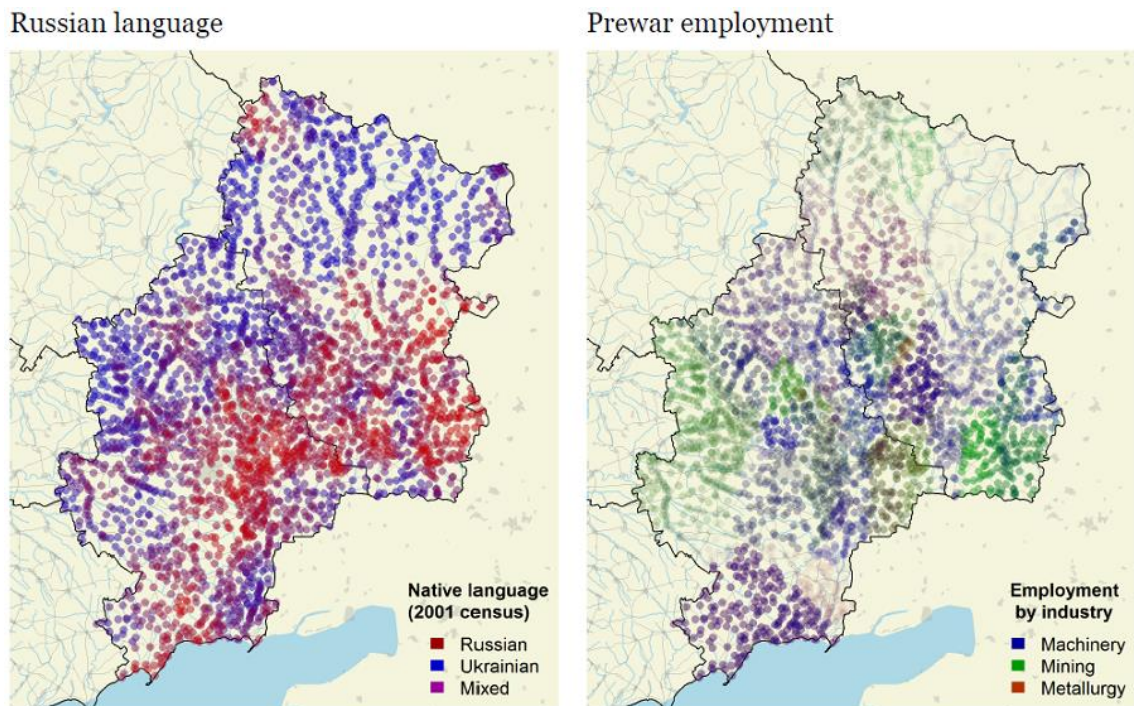 Russian language
Prewar employment
Native language
(2001 census)
Russian
Ukrainian
Mixed
Employment
by industry
Machinery
Mining
Metallurgy